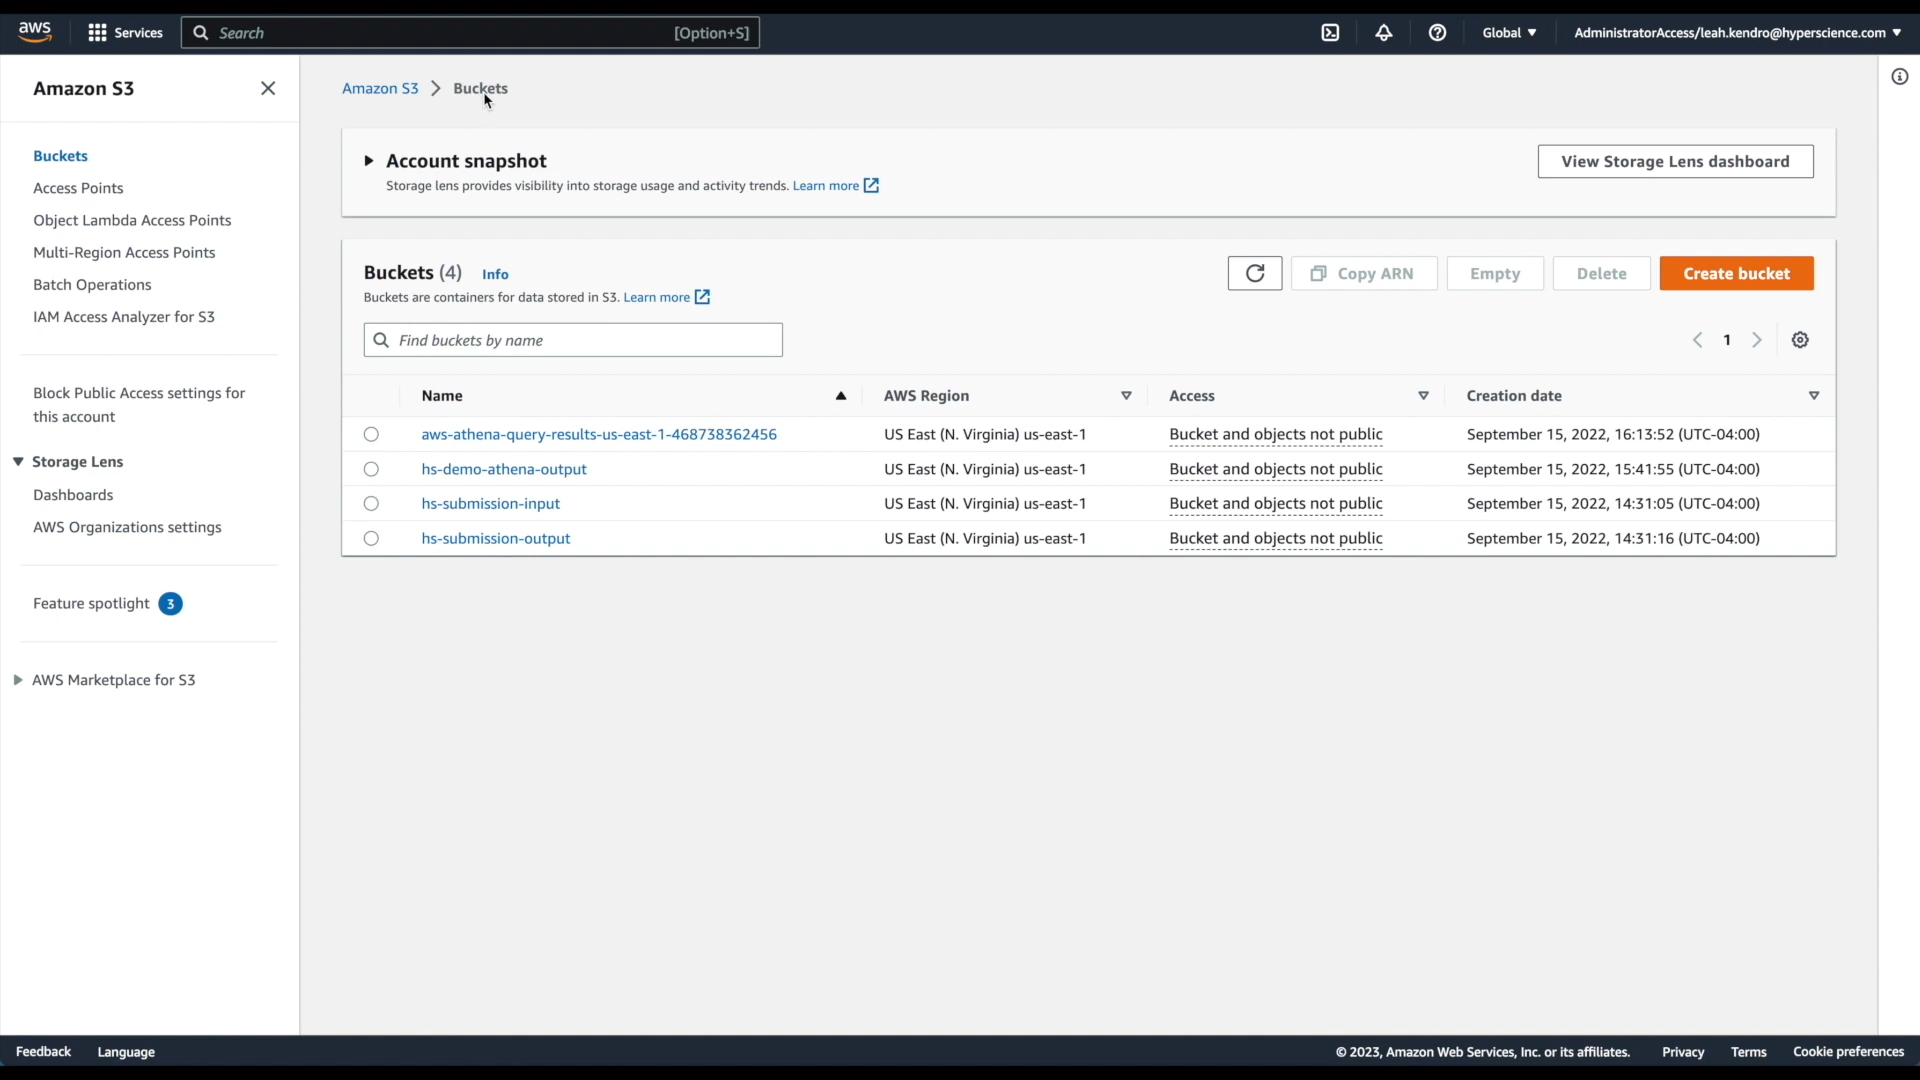 aws
Services
Search
[Option+S]
Global
AdministratorAccess/leah.kendro@hyperscience.com
Amazon S3
Buckets
Access Points
Object Lambda Access Points
Multi-Region Access Points
Batch Operations
IAM Access Analyzer for S3
Block Public Access settings for
this account
Storage Lens
Dashboards
AWS Organizations settings
Feature spotlight 3
AWS Marketplace for S3
Amazon S3 Buckets
Account snapshot
Storage lens provides visibility into storage usage and activity trends. Learn more
View Storage Lens dashboard
Buckets (4) Info
Buckets are containers for data stored in S3. Learn more
Copy ARN
Empty
Delete
Create bucket
Find buckets by name
1
Name AWS Region Access Creation date
aws-athena-query-results-us-east-1-468738362456 US East (N. Virginia) us-east-1 Bucket and objects not public September 15, 2022, 16:13:52 (UTC-04:00)
hs-demo-athena-output US East (N. Virginia) us-east-1 Bucket and objects not public September 15, 2022, 15:41:55 (UTC-04:00)
hs-submission-input US East (N. Virginia) us-east-1 Bucket and objects not public September 15, 2022, 14:31:05 (UTC-04:00)
hs-submission-output US East (N. Virginia) us-east-1 Bucket and objects not public September 15, 2022, 14:31:16 (UTC-04:00)
Feedback Language © 2023, Amazon Web Services, Inc. or its affiliates. Privacy Terms Cookie preferences